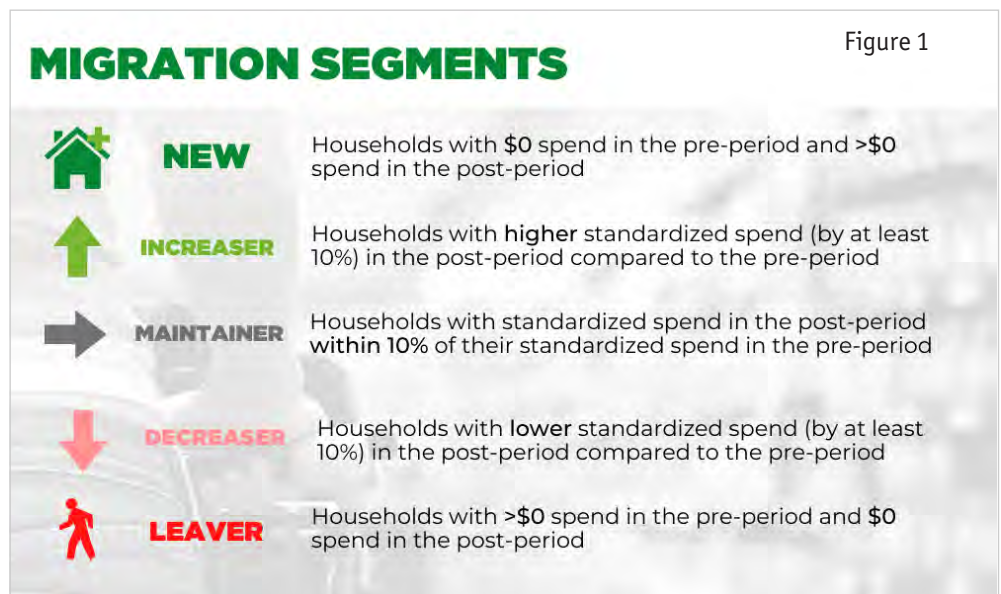 Figure 1
MIGRATION SEGMENTS
NEW
Households with $0 spend in the pre-period and >$0
spend in the post-period
INCREASER
Households with higher standardized spend (by at least
10%) in the post-period compared to the pre-period
MAINTAINER
Households with standardized spend in the post-period
within 10% of their standardized spend in the pre-period
DECREASER
Households with lower standardized spend (by at least
10%) in the post-period compared to the pre-period
LEAVER
Households with >$0 spend in the pre-period and $0
spend in the post-period